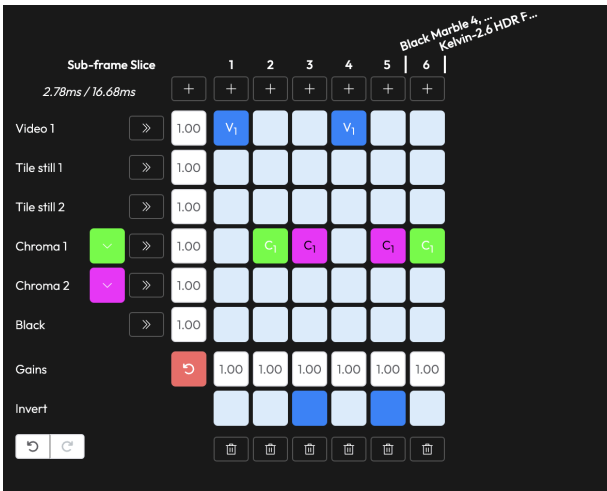 Black Marble 4, ...
Kelvin-2.6 HDR F...
Sub-frame Slice 1 2 3 4 5 6
2.78ms / 16.68ms + + + + + + +
Video 1 1.00 V1 V1
Tile still 1 1.00
Tile still 2 1.00
Chroma 1 1.00 C1 C1 C1 C1
Chroma 2 1.00
Black 1.00
Gains 1.00 1.00 1.00 1.00 1.00 1.00
Invert